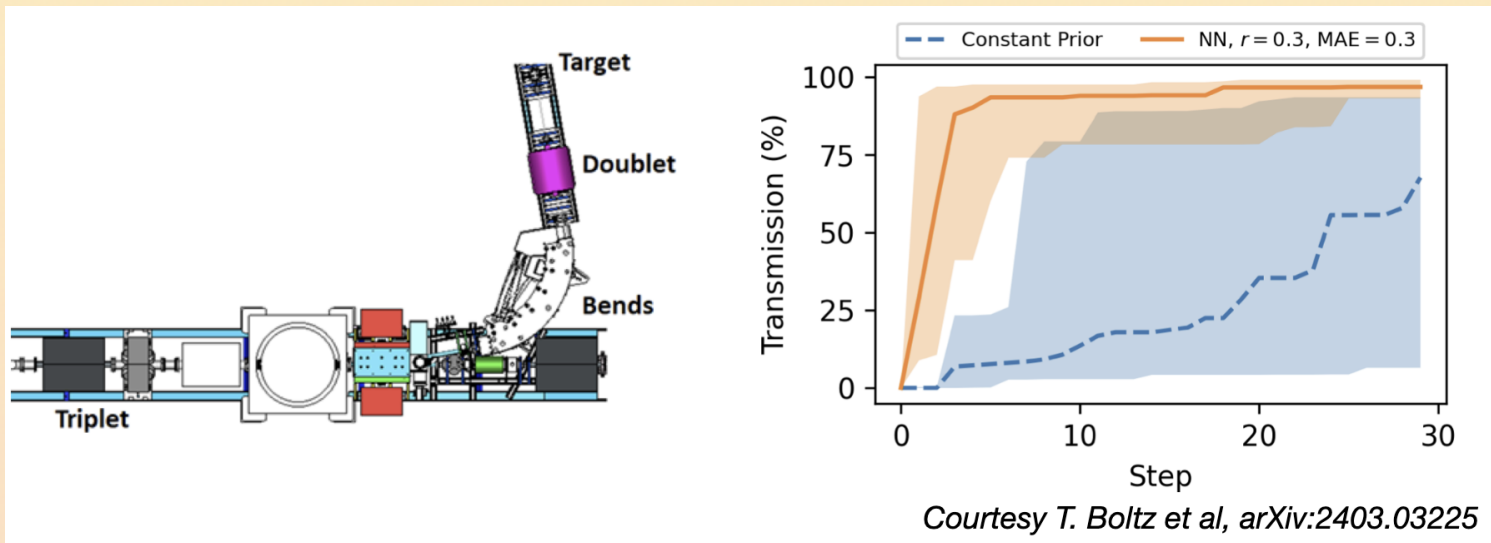 Target
Doublet
Bends
Triplet
Constant Prior
NN, r = 0.3, MAE = 0.3
Transmission (%)
100
75
50
25
0
0 10 20 30
Step
Courtesy T. Boltz et al, arXiv:2403.03225